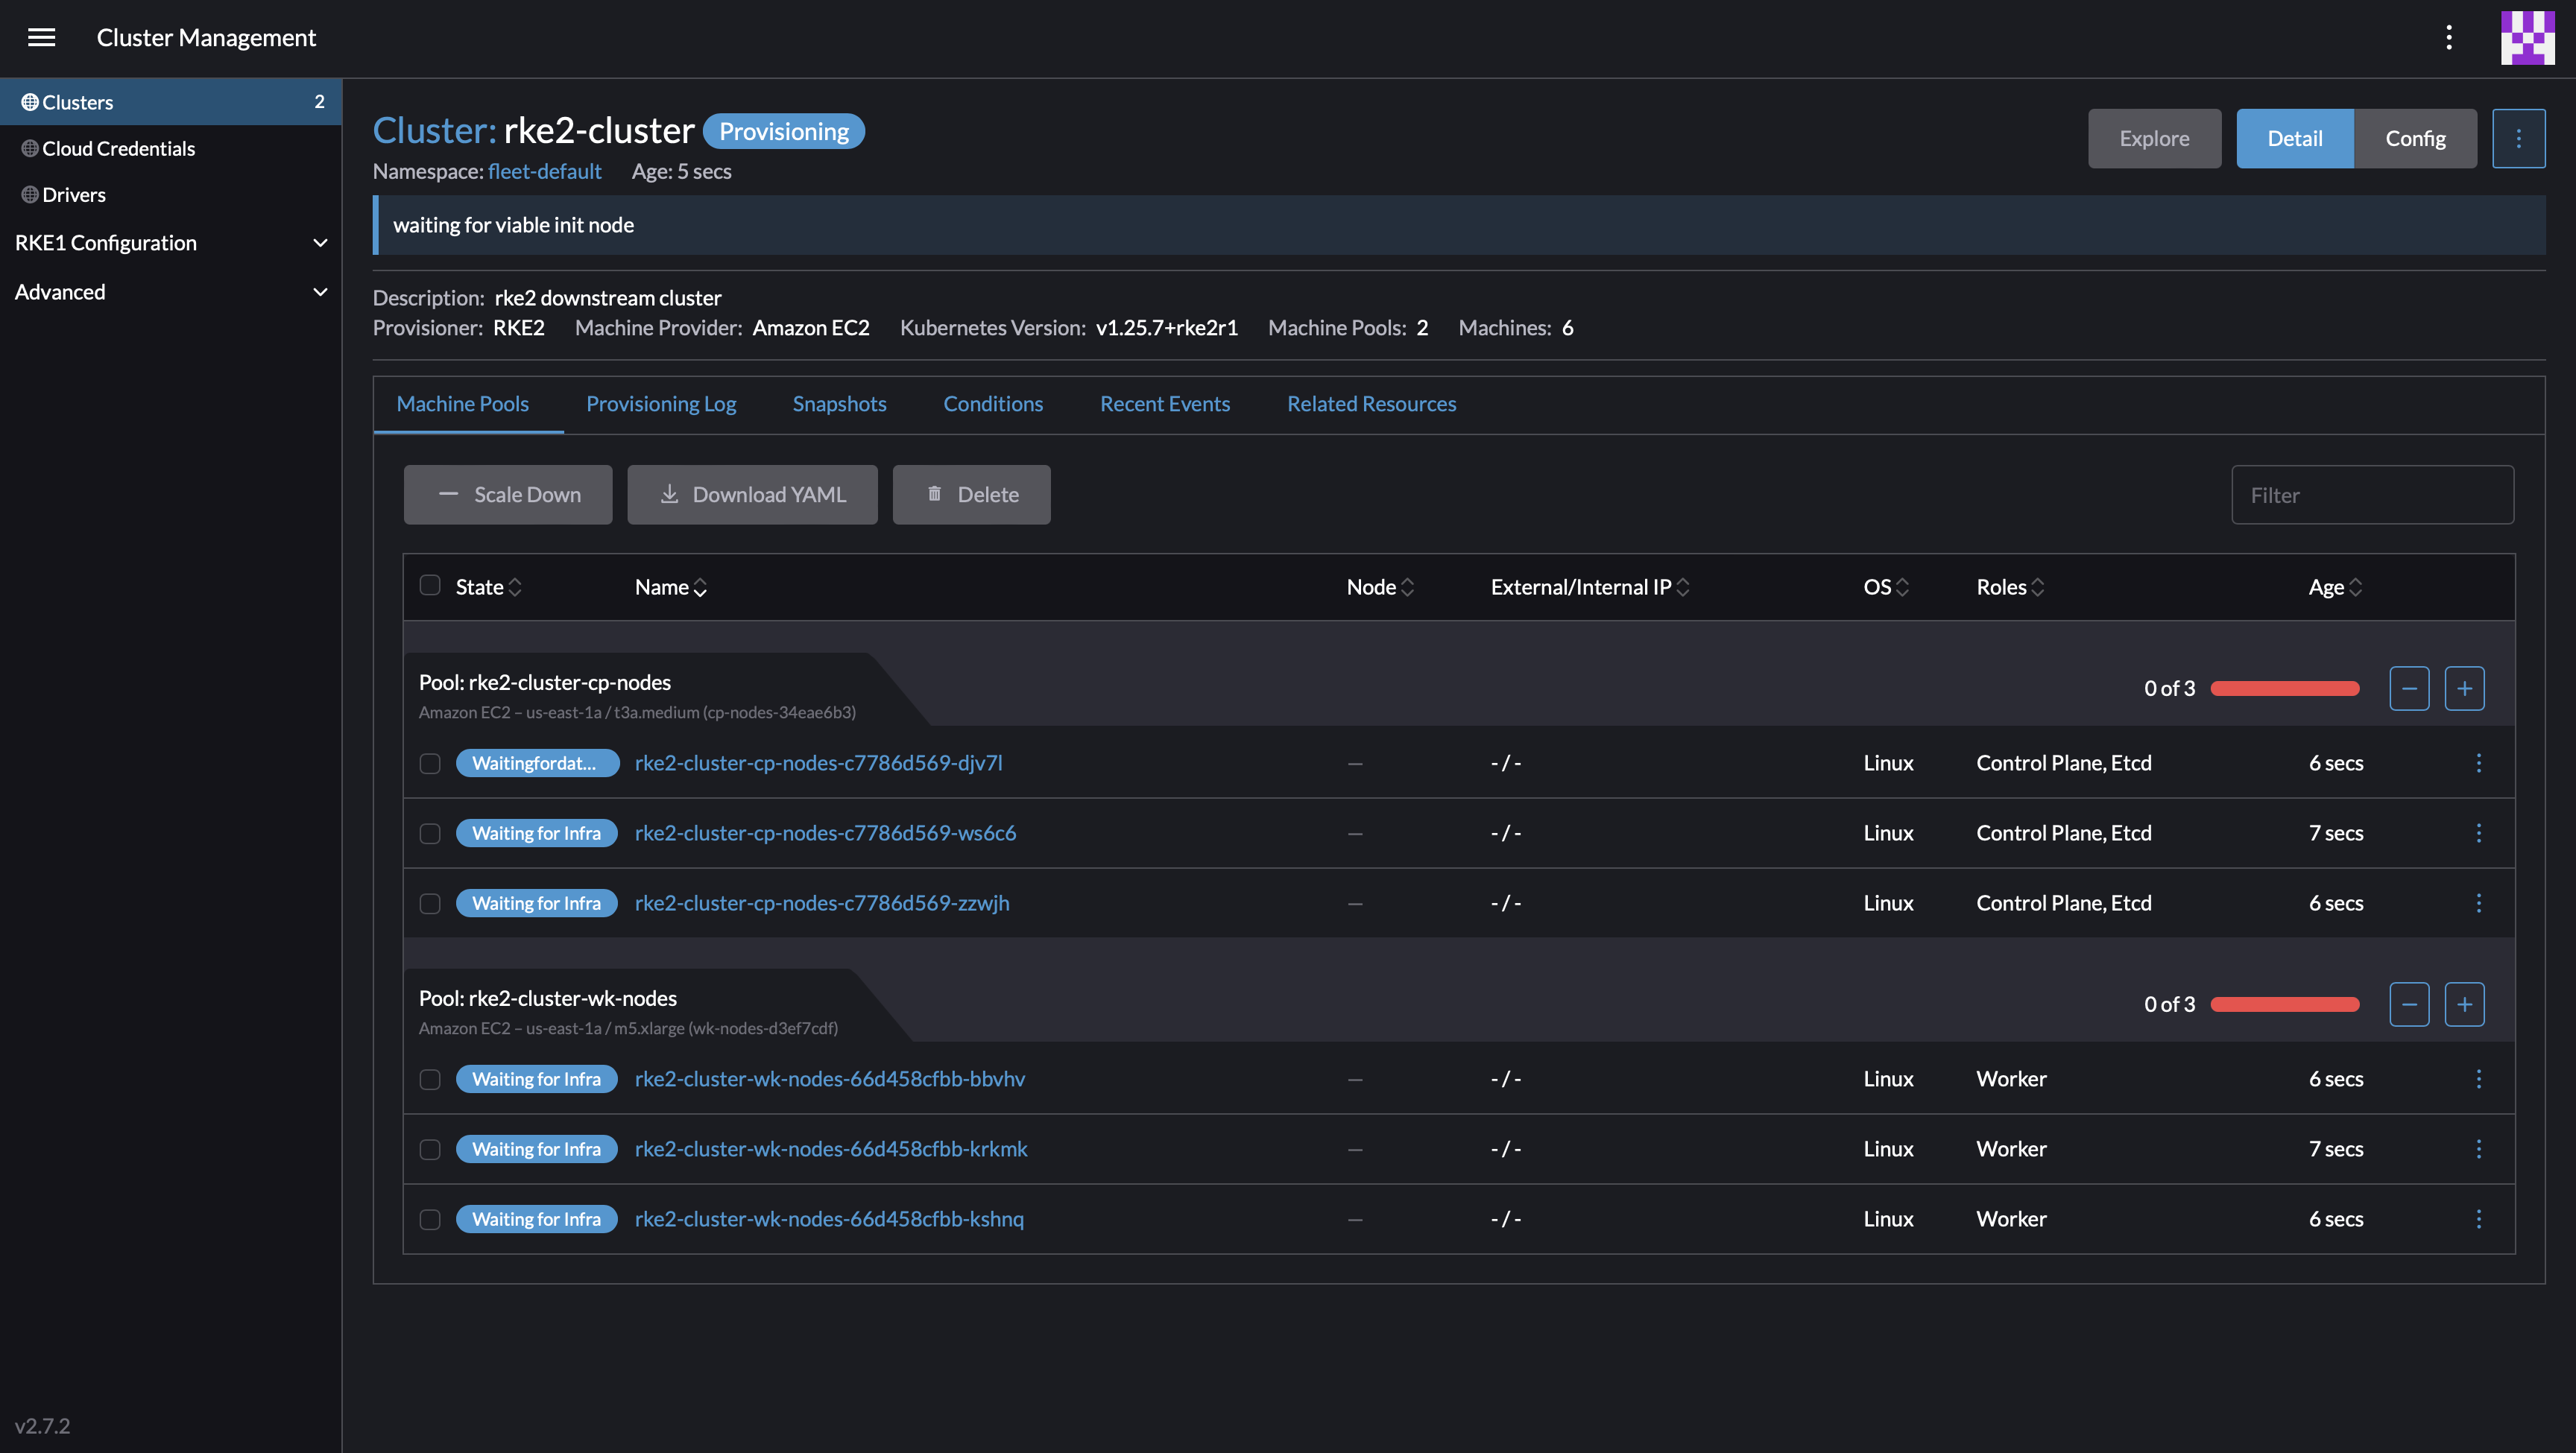 Cluster Management
Clusters 2
Cloud Credentials
Drivers
RKE1 Configuration
Advanced
Cluster: rke2-cluster Provisioning
Explore Detail Config
Namespace: fleet-default Age: 5 secs
waiting for viable init node
Description: rke2 downstream cluster
Provisioner: RKE2 Machine Provider: Amazon EC2 Kubernetes Version: v1.25.7+rke2r1 Machine Pools: 2 Machines: 6
Machine Pools Provisioning Log Snapshots Conditions Recent Events Related Resources
Scale Down Download YAML Delete Filter
State Name Node External/Internal IP OS Roles Age
Pool: rke2-cluster-cp-nodes 0 of 3
Amazon EC2 – us-east-1a / t3a.medium (cp-nodes-34eae6b3)
Waitingfordat... rke2-cluster-cp-nodes-c7786d569-djv7l — - / - Linux Control Plane, Etcd 6 secs
Waiting for Infra rke2-cluster-cp-nodes-c7786d569-ws6c6 — - / - Linux Control Plane, Etcd 7 secs
Waiting for Infra rke2-cluster-cp-nodes-c7786d569-zzwjh — - / - Linux Control Plane, Etcd 6 secs
Pool: rke2-cluster-wk-nodes 0 of 3
Amazon EC2 – us-east-1a / m5.xlarge (wk-nodes-d3ef7cdf)
Waiting for Infra rke2-cluster-wk-nodes-66d458cfbb-bbvhv — - / - Linux Worker 6 secs
Waiting for Infra rke2-cluster-wk-nodes-66d458cfbb-krkmk — - / - Linux Worker 7 secs
Waiting for Infra rke2-cluster-wk-nodes-66d458cfbb-kshnq — - / - Linux Worker 6 secs
v2.7.2